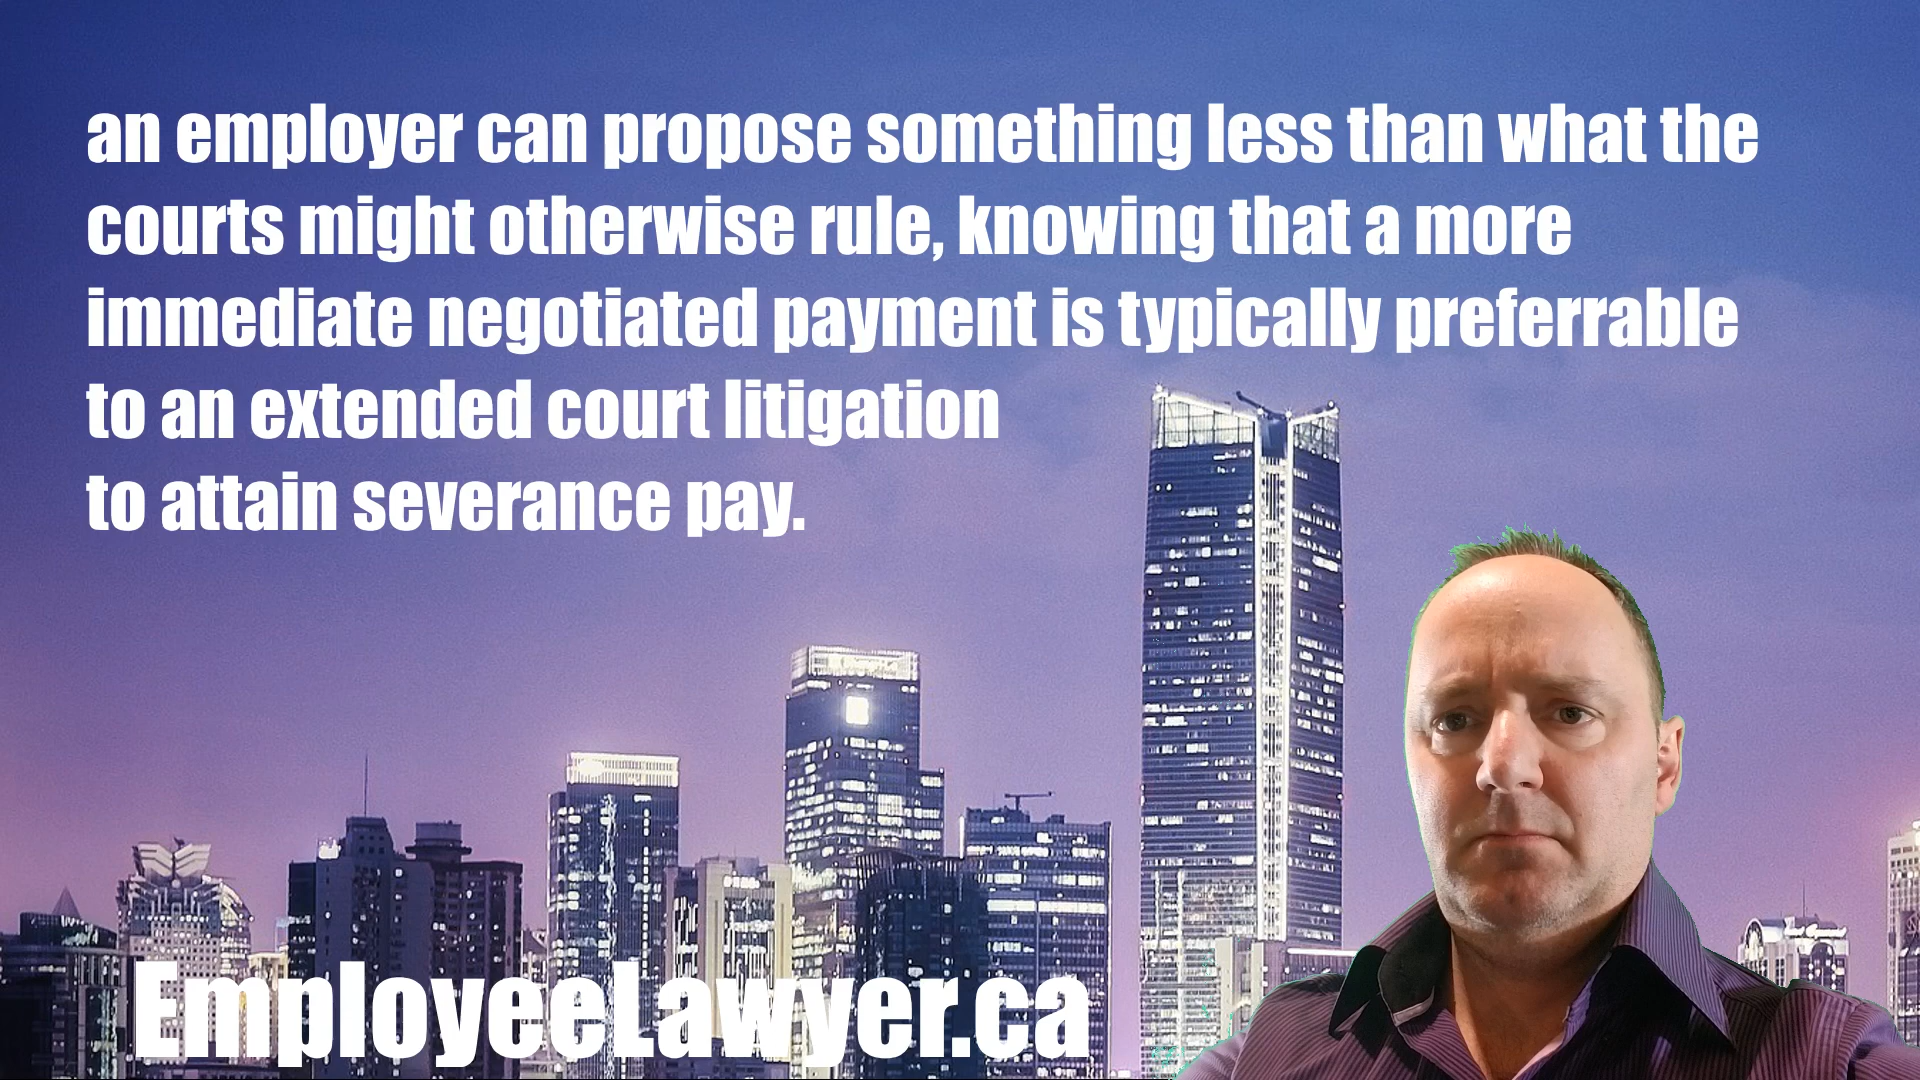 an employer can propose something less than what the
courts might otherwise rule, knowing that a more
immediate negotiated payment is typically preferrable
to an extended court litigation
to attain severance pay.
EmployeeLawyer.ca